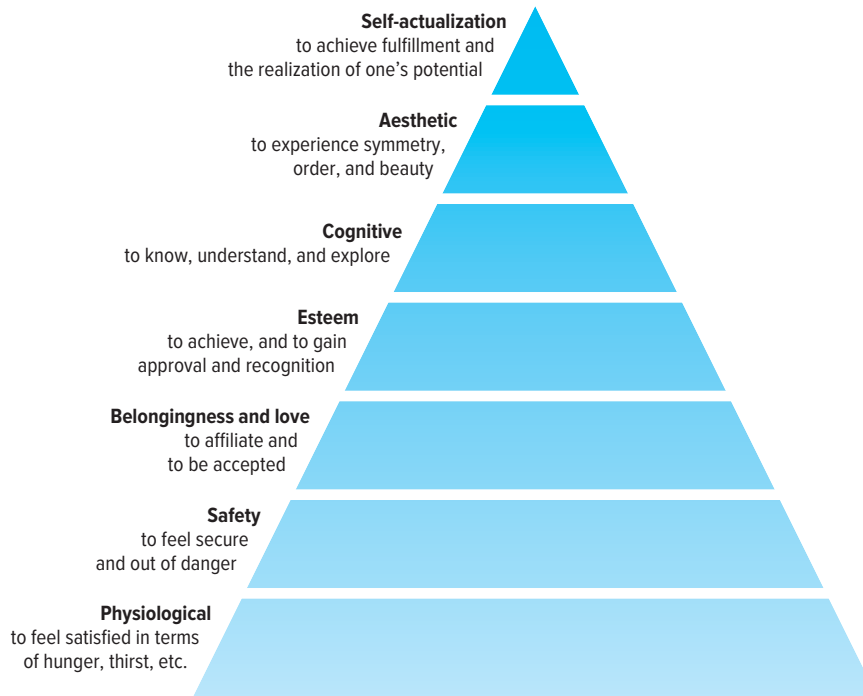 Self-actualization
to achieve fulfillment and
the realization of one’s potential
Aesthetic
to experience symmetry,
order, and beauty
Cognitive
to know, understand, and explore
Esteem
to achieve, and to gain
approval and recognition
Belongingness and love
to affiliate and
to be accepted
Safety
to feel secure
and out of danger
Physiological
to feel satisfied in terms
of hunger, thirst, etc.